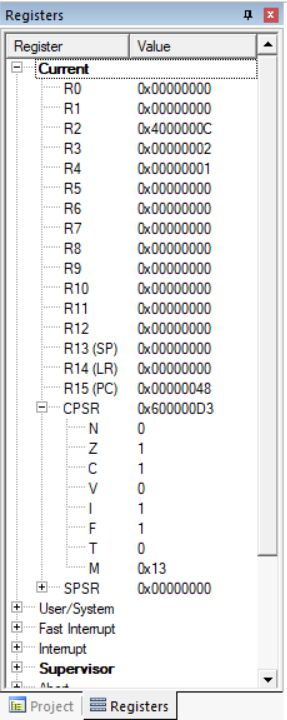 Registers
Register Value
Current
R0 0x00000000
R1 0x00000000
R2 0x4000000C
R3 0x00000002
R4 0x00000001
R5 0x00000000
R6 0x00000000
R7 0x00000000
R8 0x00000000
R9 0x00000000
R10 0x00000000
R11 0x00000000
R12 0x00000000
R13 (SP) 0x00000000
R14 (LR) 0x00000000
R15 (PC) 0x00000048
CPSR 0x600000D3
N 0
Z 1
C 1
V 0
I 1
F 1
T 0
M 0x13
SPSR 0x00000000
User/System
Fast Interrupt
Interrupt
Supervisor
Project Registers